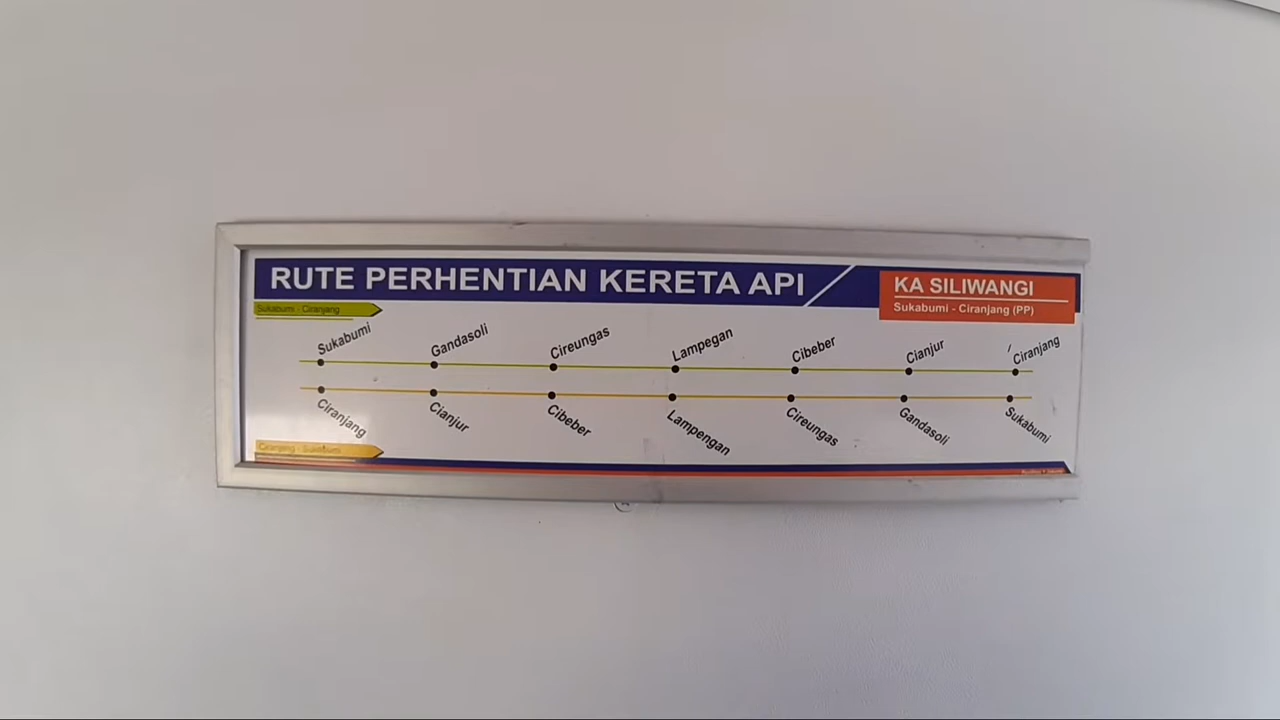 RUTE PERHENTIAN KERETA API
KA SILIWANGI
Sukabumi - Ciranjang (PP)
Sukabumi - Ciranjang
Sukabumi Gandasoli Cireungas Lampegan Cibeber Cianjur Ciranjang
Ciranjang Cianjur Cibeber Lampengan Cireungas Gandasoli Sukabumi
Ciranjang - Sukabumi